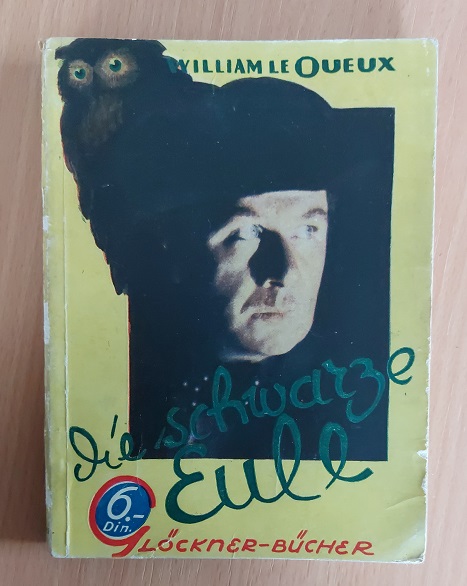 WILLIAM LE QUEUX
die schwarze
Eule
6.-
Din.
GLÖCKNER-BÜCHER